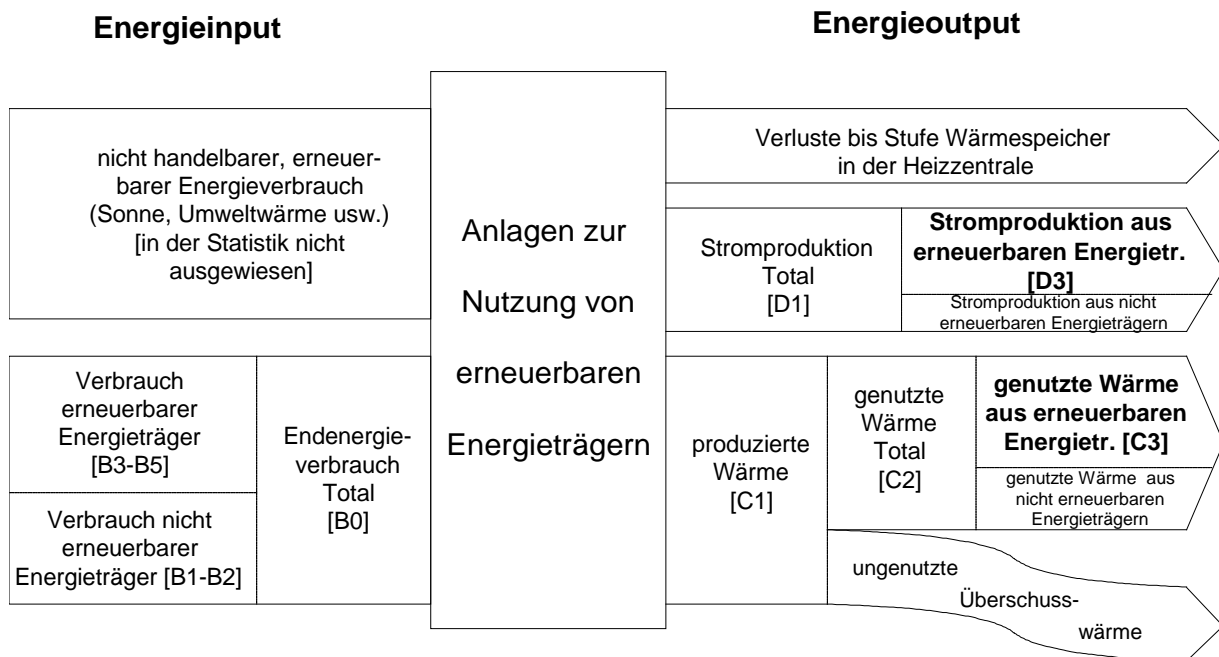 Energieinput
Energieoutput
nicht handelbarer, erneuer-
barer Energieverbrauch
(Sonne, Umweltwärme usw.)
[in der Statistik nicht
ausgewiesen]
Verbrauch
erneuerbarer
Energieträger
[B3-B5]
Verbrauch nicht
erneuerbarer
Energieträger [B1-B2]
Endenergie-
verbrauch
Total
[B0]
Anlagen zur
Nutzung von
erneuerbaren
Energieträgern
Verluste bis Stufe Wärmespeicher
in der Heizzentrale
Stromproduktion
Total
[D1]
Stromproduktion aus
erneuerbaren Energietr.
[D3]
Stromproduktion aus nicht
erneuerbaren Energieträgern
produzierte
Wärme
[C1]
genutzte
Wärme
Total
[C2]
genutzte Wärme
aus erneuerbaren
Energietr. [C3]
genutzte Wärme aus
nicht erneuerbaren
Energieträgern
ungenutzte
Überschuss-
wärme